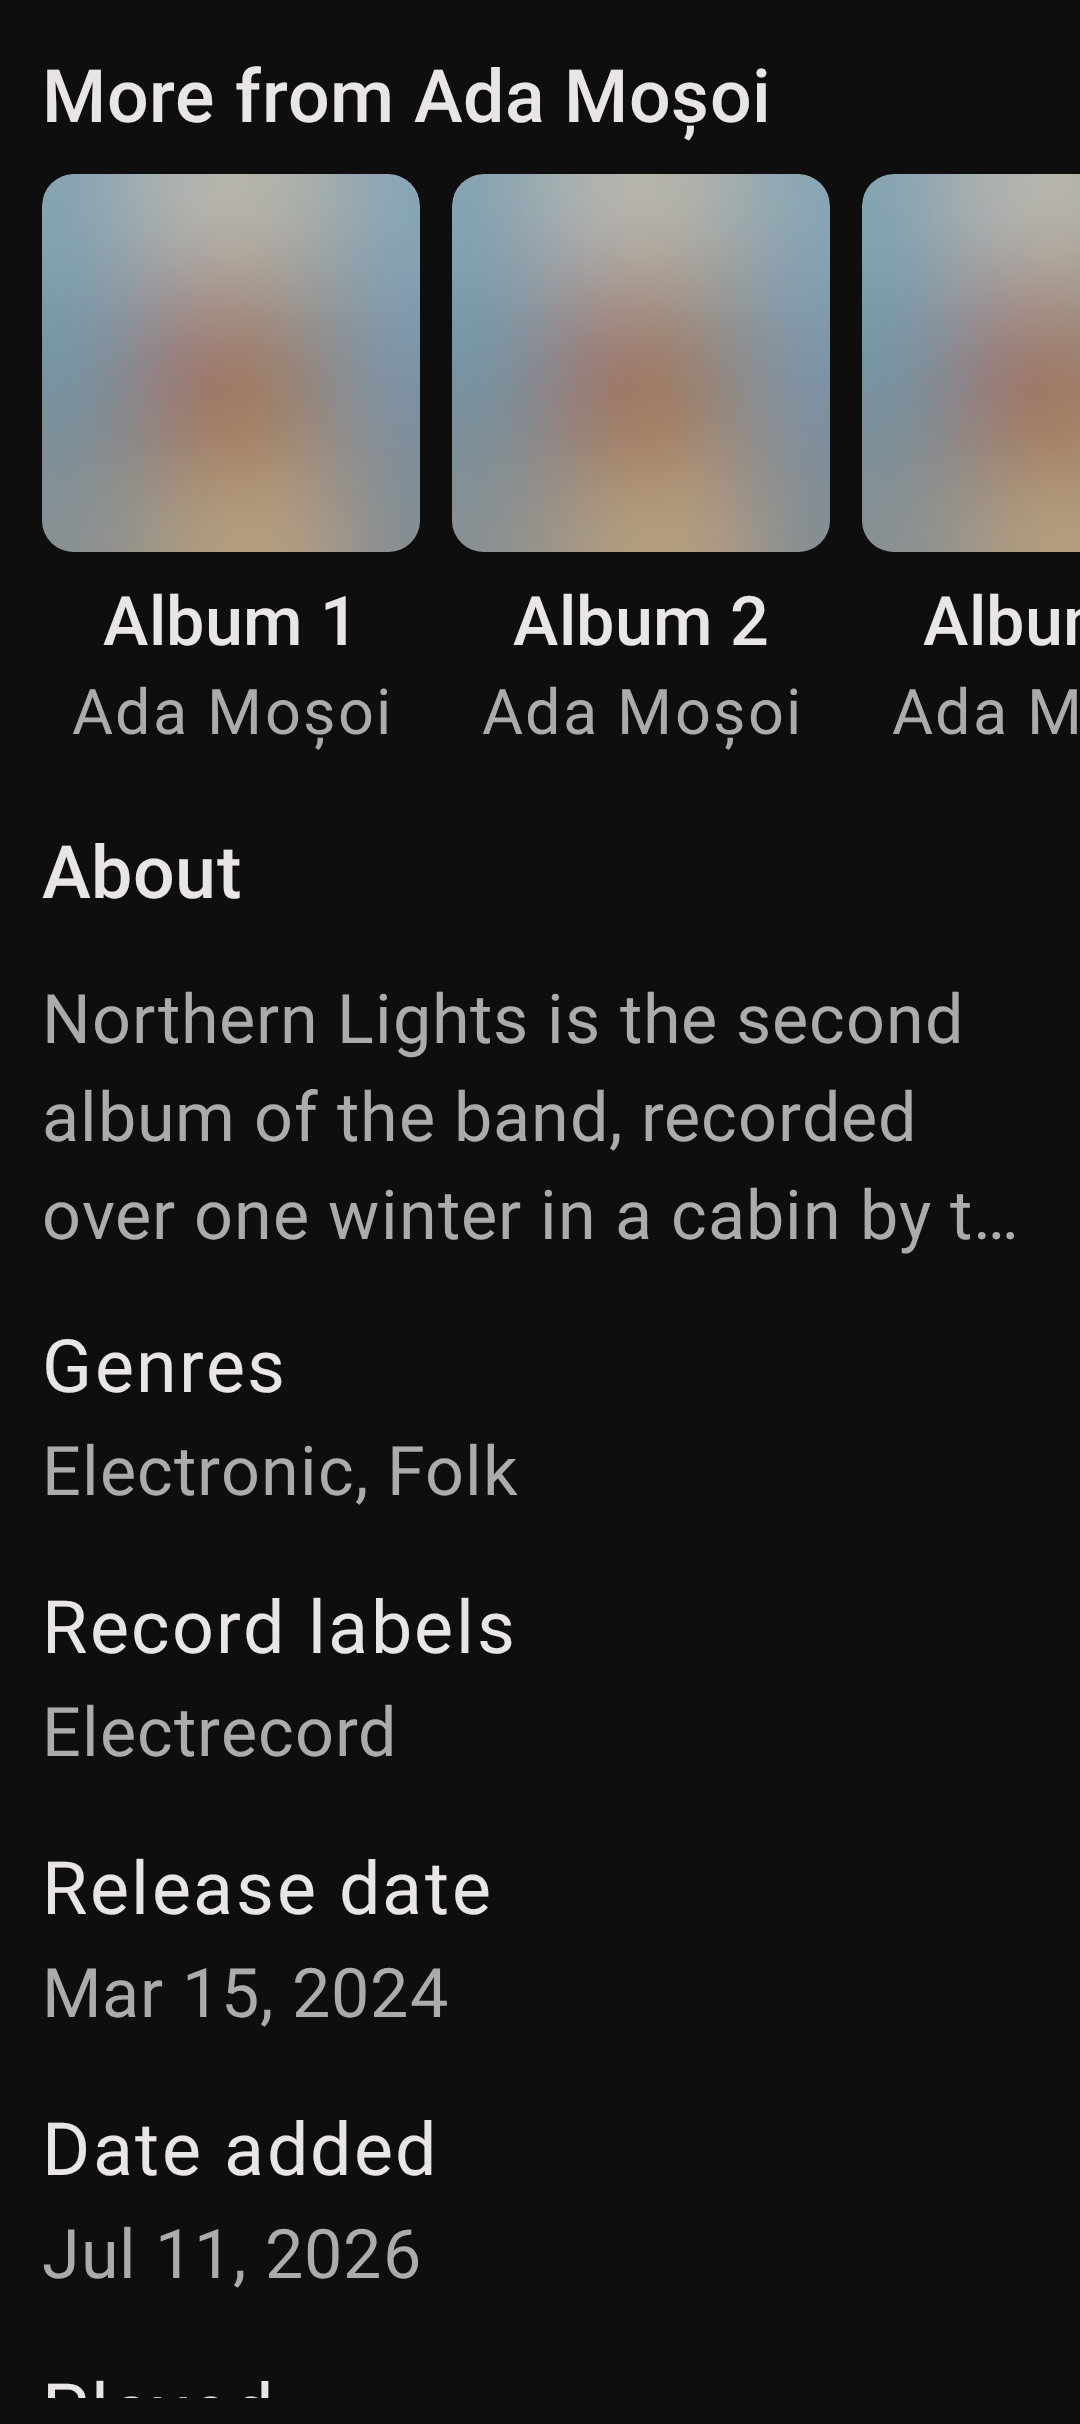 More from Ada Moșoi
Album 1
Album 2
Ada Moșoi
Ada Moșoi
Ada
About
Northern Lights is the second
album of the band, recorded
over one winter in a cabin by t…
Genres
Electronic, Folk
Record labels
Electrecord
Release date
Mar 15, 2024
Date added
Jul 11, 2026